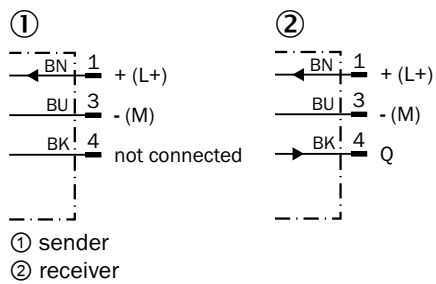 ①
BN 1 + (L+)
BU 3 - (M)
BK 4 not connected
②
BN 1 + (L+)
BU 3 - (M)
BK 4 Q
① sender
② receiver